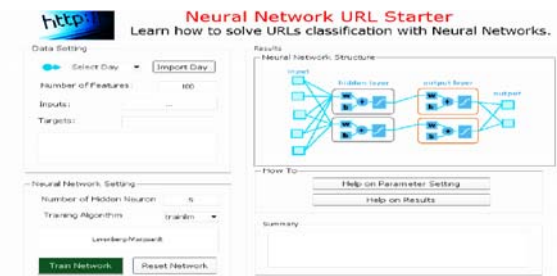 http:
Neural Network URL Starter
Learn how to solve URLs classification with Neural Networks.
Data Setting
Select Day
Import Day
Number of Features:
100
Inputs:
...
Targets:
Neural Network Setting
Number of Hidden Neuron
5
Training Algorithm
trainlm
Levenberg-Marquardt
Train Network
Reset Network
Results
Neural Network Structure
input
hidden layer
output layer
output
W
b
W
b
W
b
W
b
How To
Help on Parameter Setting
Help on Results
Summary